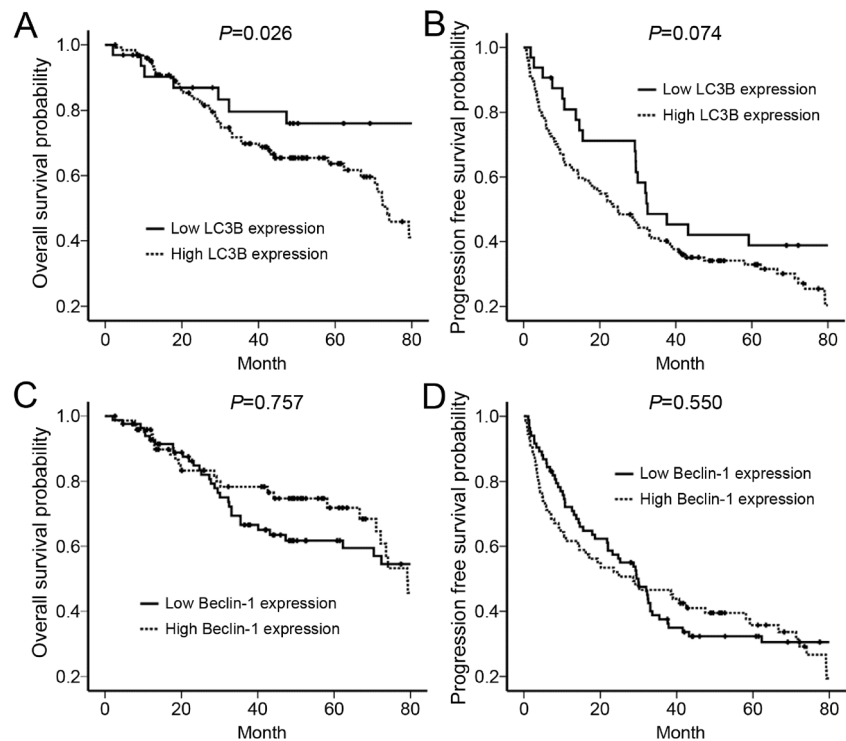 A
P=0.026
Overall survival probability
1.0
0.8
0.6
0.4
0.2
Low LC3B expression
High LC3B expression
0 20 40 60 80
Month
B
P=0.074
Progression free survival probability
1.0
0.8
0.6
0.4
0.2
Low LC3B expression
High LC3B expression
0 20 40 60 80
Month
C
P=0.757
Overall survival probability
1.0
0.8
0.6
0.4
0.2
Low Beclin-1 expression
High Beclin-1 expression
0 20 40 60 80
Month
D
P=0.550
Progression free survival probability
1.0
0.8
0.6
0.4
0.2
Low Beclin-1 expression
High Beclin-1 expression
0 20 40 60 80
Month